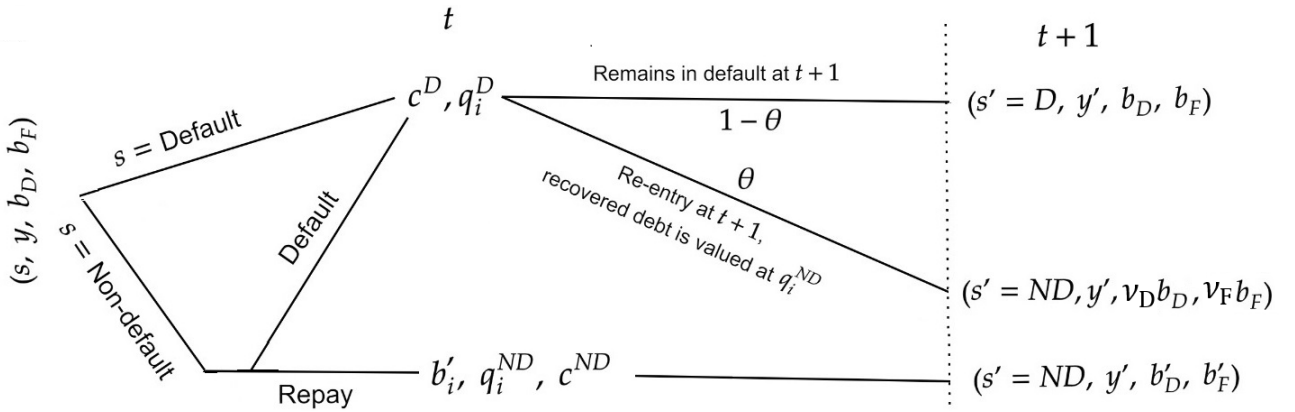 t
t + 1
(s, y, b_D, b_F)
s = Default
c^D, q_i^D
Remains in default at t + 1
1 − θ
(s′ = D, y′, b_D, b_F)
θ
Re-entry at t + 1,
recovered debt is valued at q_i^ND
Default
s = Non-default
(s′ = ND, y′, ν_D b_D, ν_F b_F)
Repay
b′_i, q_i^ND, c^ND
(s′ = ND, y′, b′_D, b′_F)